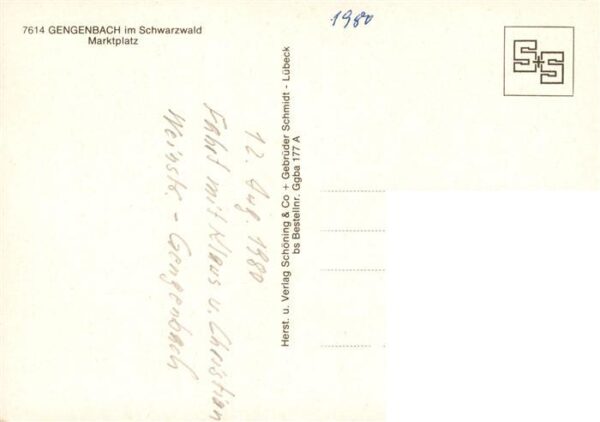 7614 GENGENBACH im Schwarzwald
Marktplatz
1980
S+S
12. Aug. 1980
Fahrt mit Klaus u. Christian
Weinstr. - Gengenbach
Herst. u. Verlag Schöning & Co + Gebrüder Schmidt - Lübeck
bs Bestellnr. Ggba 177 A